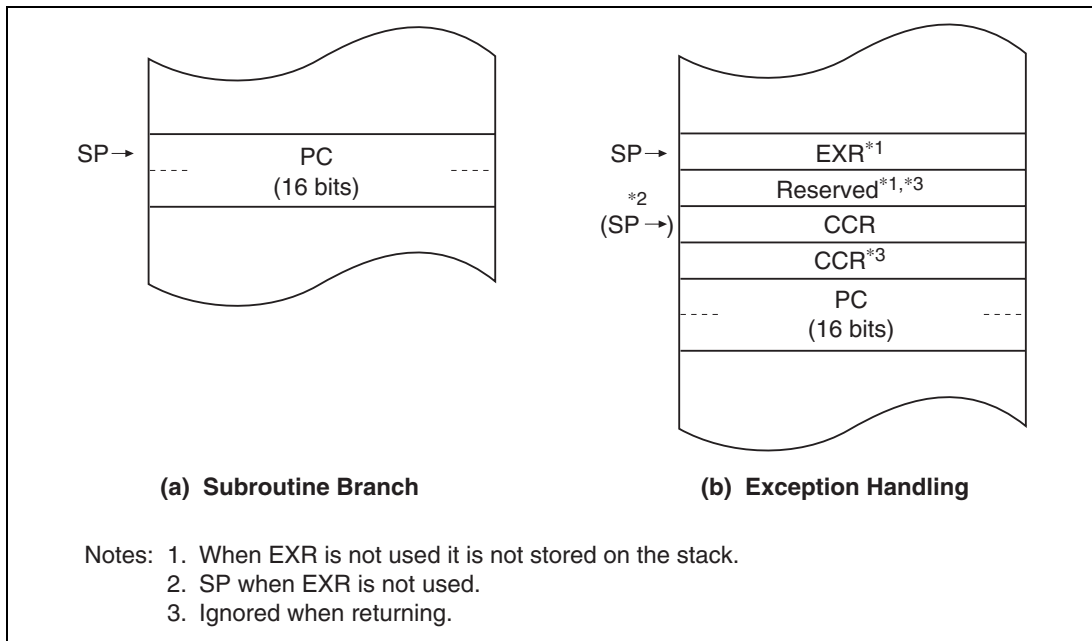 SP→
PC
(16 bits)
(a) Subroutine Branch
SP→
EXR*1
Reserved*1,*3
*2
(SP→)
CCR
CCR*3
PC
(16 bits)
(b) Exception Handling
Notes: 1. When EXR is not used it is not stored on the stack.
2. SP when EXR is not used.
3. Ignored when returning.